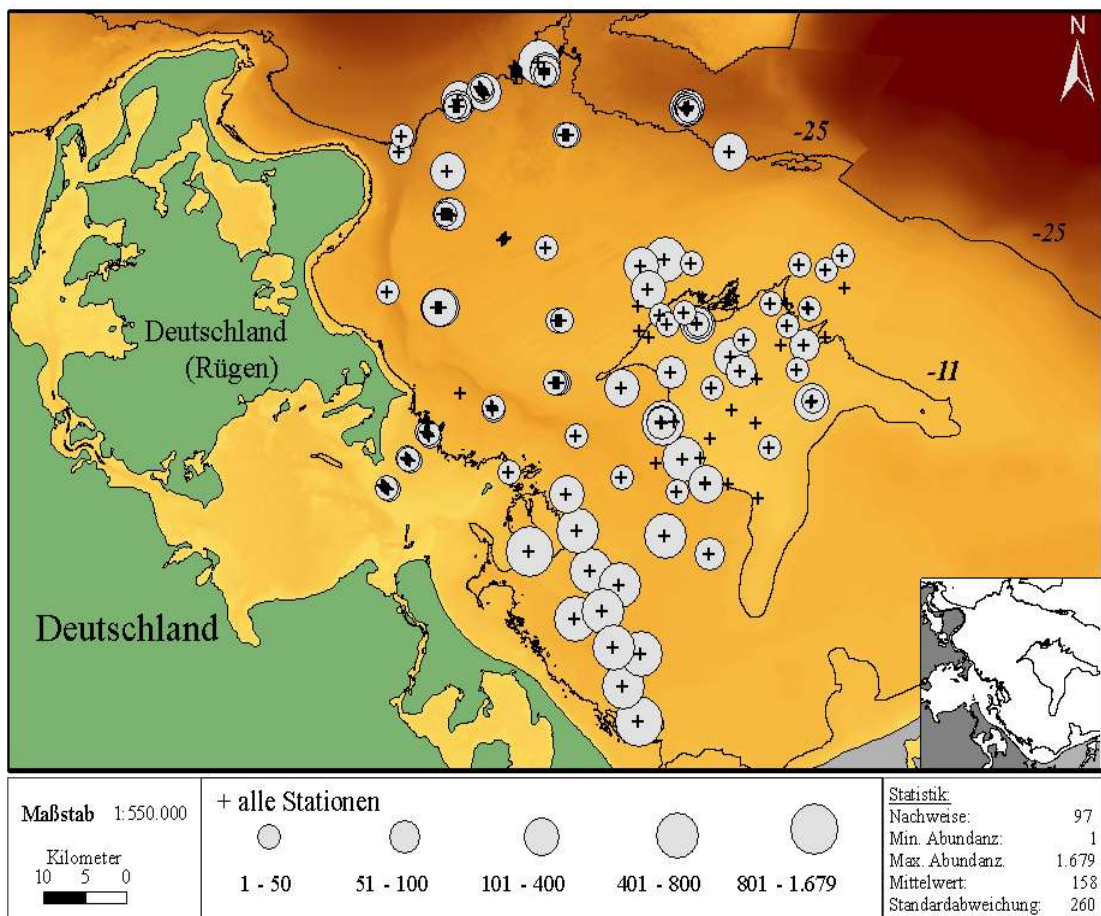 N
-25
-25
Deutschland
(Rügen)
-11
Deutschland
Maßstab 1:550.000
Kilometer
10 5 0
+ alle Stationen
1 - 50
51 - 100
101 - 400
401 - 800
801 - 1.679
Statistik:
Nachweise: 97
Min. Abundanz: 1
Max. Abundanz. 1.679
Mittelwert: 158
Standardabweichung: 260